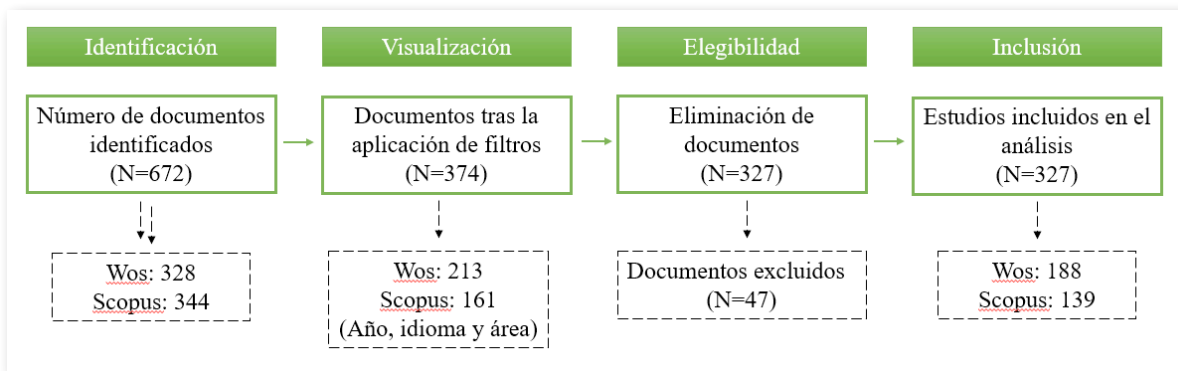 Identificación
Visualización
Elegibilidad
Inclusión
Número de documentos
identificados
(N=672)
Documentos tras la
aplicación de filtros
(N=374)
Eliminación de
documentos
(N=327)
Estudios incluidos en el
análisis
(N=327)
Wos: 328
Scopus: 344
Wos: 213
Scopus: 161
(Año, idioma y área)
Documentos excluidos
(N=47)
Wos: 188
Scopus: 139